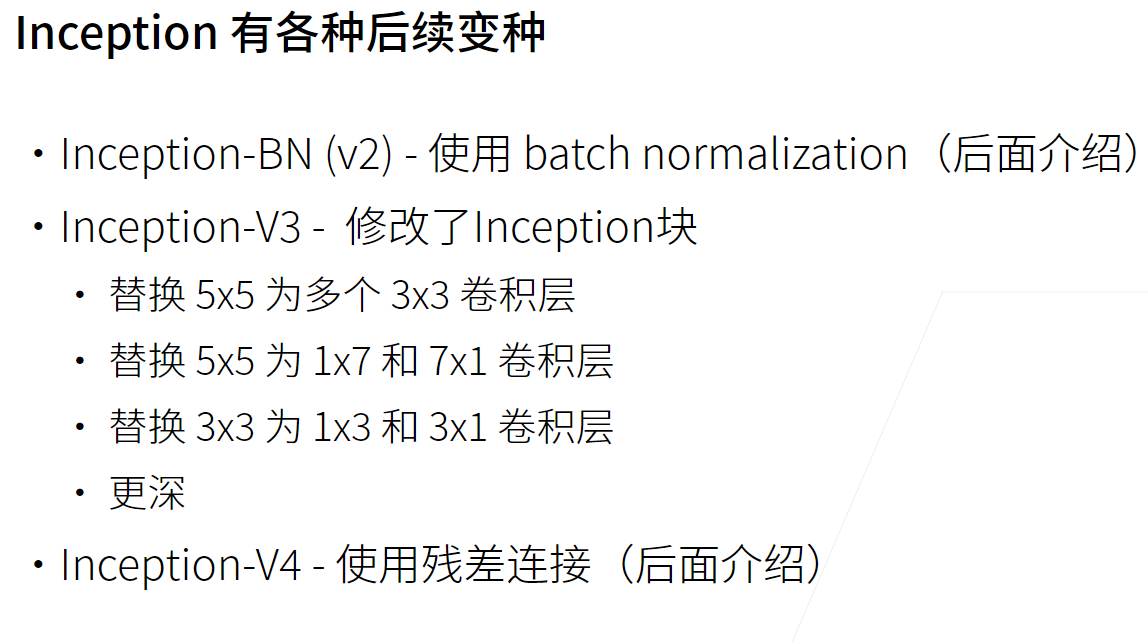 Inception 有各种后续变种
• Inception-BN (v2) - 使用 batch normalization（后面介绍）
• Inception-V3 - 修改了Inception块
• 替换 5x5 为多个 3x3 卷积层
• 替换 5x5 为 1x7 和 7x1 卷积层
• 替换 3x3 为 1x3 和 3x1 卷积层
• 更深
• Inception-V4 - 使用残差连接（后面介绍）